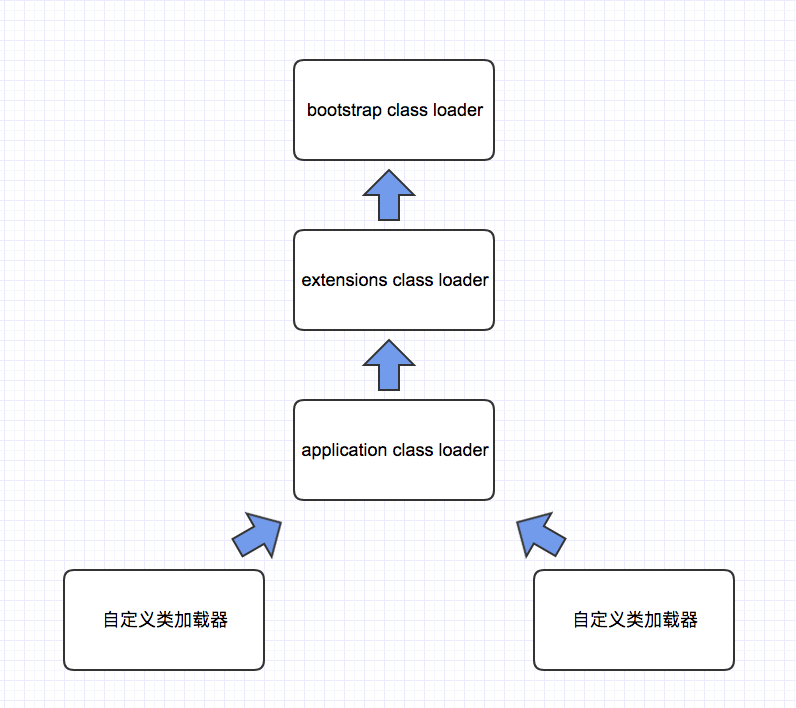 bootstrap class loader
extensions class loader
application class loader
自定义类加载器
自定义类加载器